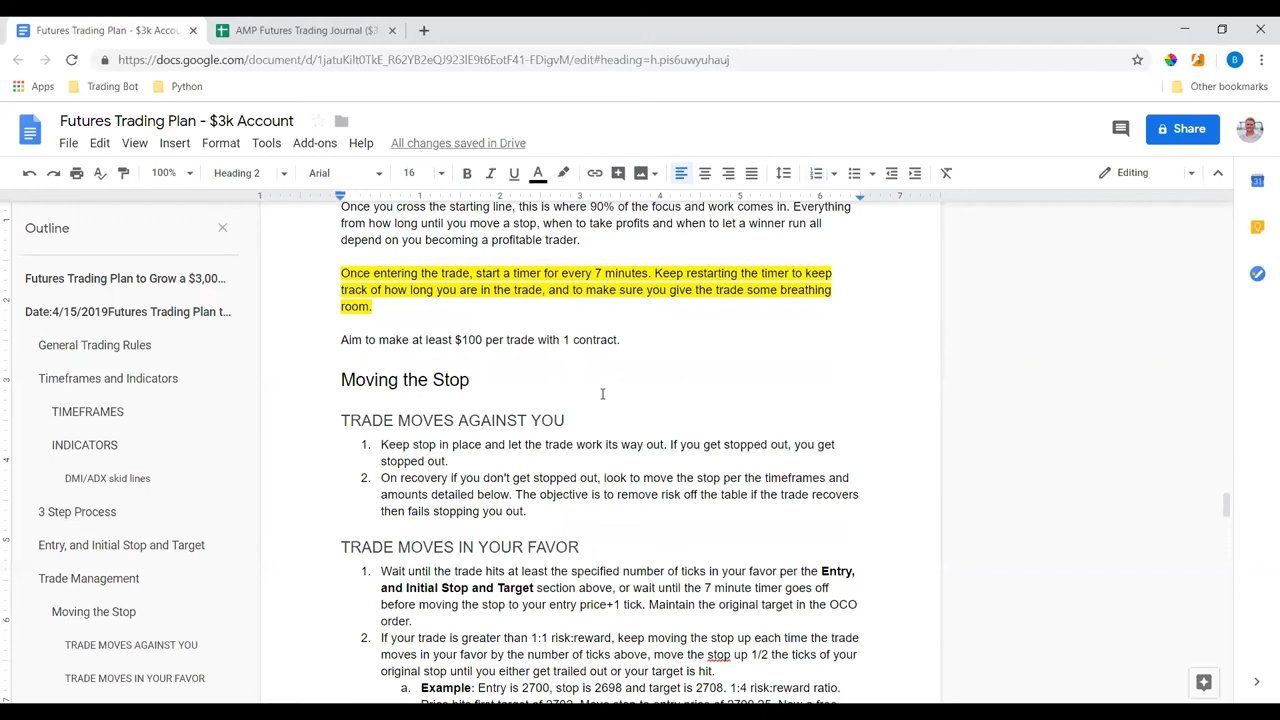 Futures Trading Plan - $3k Accou
AMP Futures Trading Journal ($3
https://docs.google.com/document/d/1jatuKilt0TkE_R62YB2eQJ923IF9t6EotF41-FDigvM/edit#heading=h.pis6uwyuhayj
Apps Trading Bot Python Other bookmarks
Futures Trading Plan - $3k Account
File Edit View Insert Format Tools Add-ons Help All changes saved in Drive
Share
100% Heading 2 Arial 16 B I U A Editing
1 1 2 3 4 5 6 7
Outline
Futures Trading Plan to Grow a $3,00...
Date:4/15/2019Futures Trading Plan t...
General Trading Rules
Timeframes and Indicators
TIMEFRAMES
INDICATORS
DMI/ADX skid lines
3 Step Process
Entry, and Initial Stop and Target
Trade Management
Moving the Stop
TRADE MOVES AGAINST YOU
TRADE MOVES IN YOUR FAVOR
Once you cross the starting line, this is where 90% of the focus and work comes in. Everything
from how long until you move a stop, when to take profits and when to let a winner run all
depend on you becoming a profitable trader.
Once entering the trade, start a timer for every 7 minutes. Keep restarting the timer to keep
track of how long you are in the trade, and to make sure you give the trade some breathing
room.
Aim to make at least $100 per trade with 1 contract.
Moving the Stop
TRADE MOVES AGAINST YOU
1. Keep stop in place and let the trade work its way out. If you get stopped out, you get
stopped out.
2. On recovery if you don't get stopped out, look to move the stop per the timeframes and
amounts detailed below. The objective is to remove risk off the table if the trade recovers
then fails stopping you out.
TRADE MOVES IN YOUR FAVOR
1. Wait until the trade hits at least the specified number of ticks in your favor per the Entry,
and Initial Stop and Target section above, or wait until the 7 minute timer goes off
before moving the stop to your entry price+1 tick. Maintain the original target in the OCO
order.
2. If your trade is greater than 1:1 risk:reward, keep moving the stop up each time the trade
moves in your favor by the number of ticks above, move the stop up 1/2 the ticks of your
original stop until you either get trailed out or your target is hit.
a. Example: Entry is 2700, stop is 2698 and target is 2708. 1:4 risk:reward ratio.